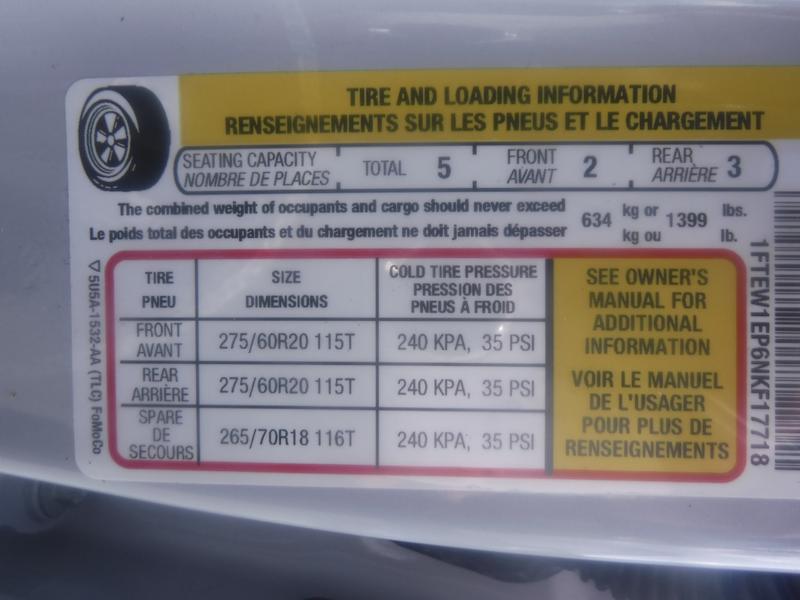 TIRE AND LOADING INFORMATION
RENSEIGNEMENTS SUR LES PNEUS ET LE CHARGEMENT
SEATING CAPACITY
NOMBRE DE PLACES
TOTAL 5
FRONT
AVANT
2
REAR
ARRIÈRE
3
The combined weight of occupants and cargo should never exceed
Le poids total des occupants et du chargement ne doit jamais dépasser
634
kg or
kg ou
1399
lbs.
lb.
TIRE
PNEU
SIZE
DIMENSIONS
COLD TIRE PRESSURE
PRESSION DES
PNEUS À FROID
FRONT
AVANT
275/60R20 115T
240 KPA, 35 PSI
REAR
ARRIÈRE
275/60R20 115T
240 KPA, 35 PSI
SPARE
DE
SECOURS
265/70R18 116T
240 KPA, 35 PSI
SEE OWNER'S
MANUAL FOR
ADDITIONAL
INFORMATION
VOIR LE MANUEL
DE L'USAGER
POUR PLUS DE
RENSEIGNEMENTS
5U5A-1532-AA (TLC) FoMoCo
1FTEW1EP6NKF17718